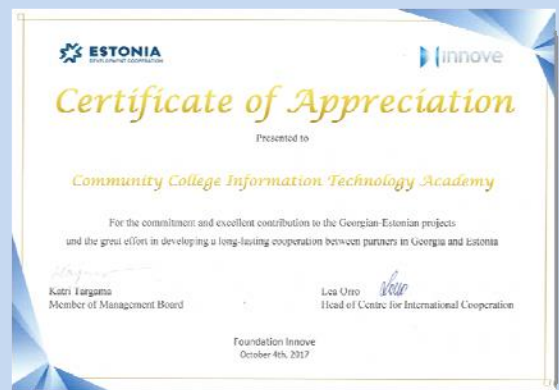 ESTONIA
DEVELOPMENT COOPERATION
innove
Certificate of Appreciation
Presented to
Community College Information Technology Academy
For the commitment and excellent contribution to the Georgian-Estonian projects
and the great effort in developing a long-lasting cooperation between partners in Georgia and Estonia
Katri Targama
Member of Management Board
Lea Orro
Head of Centre for International Cooperation
Foundation Innove
October 4th, 2017